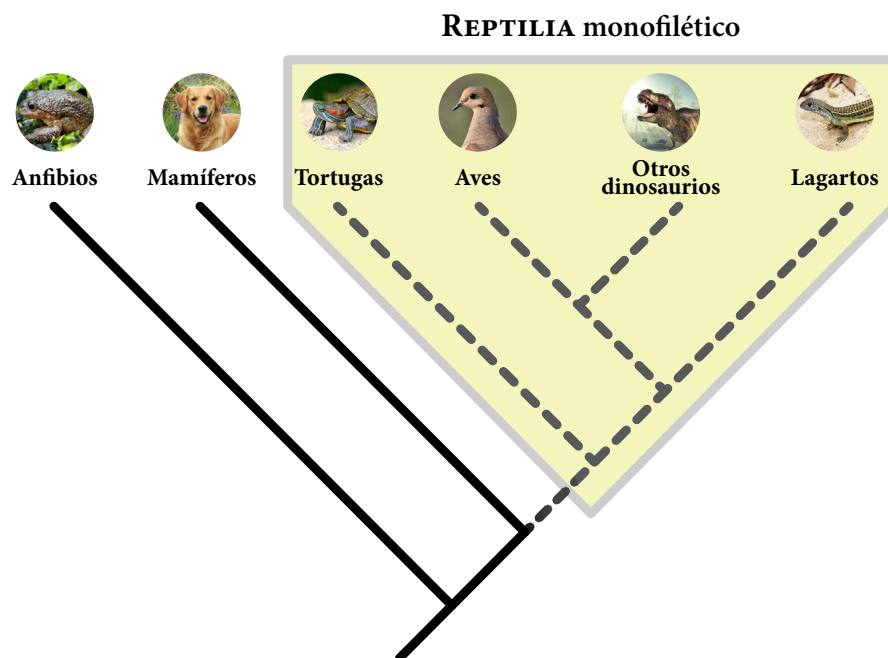 REPTILIA monofilético
Anfibios
Mamíferos
Tortugas
Aves
Otros
dinosaurios
Lagartos